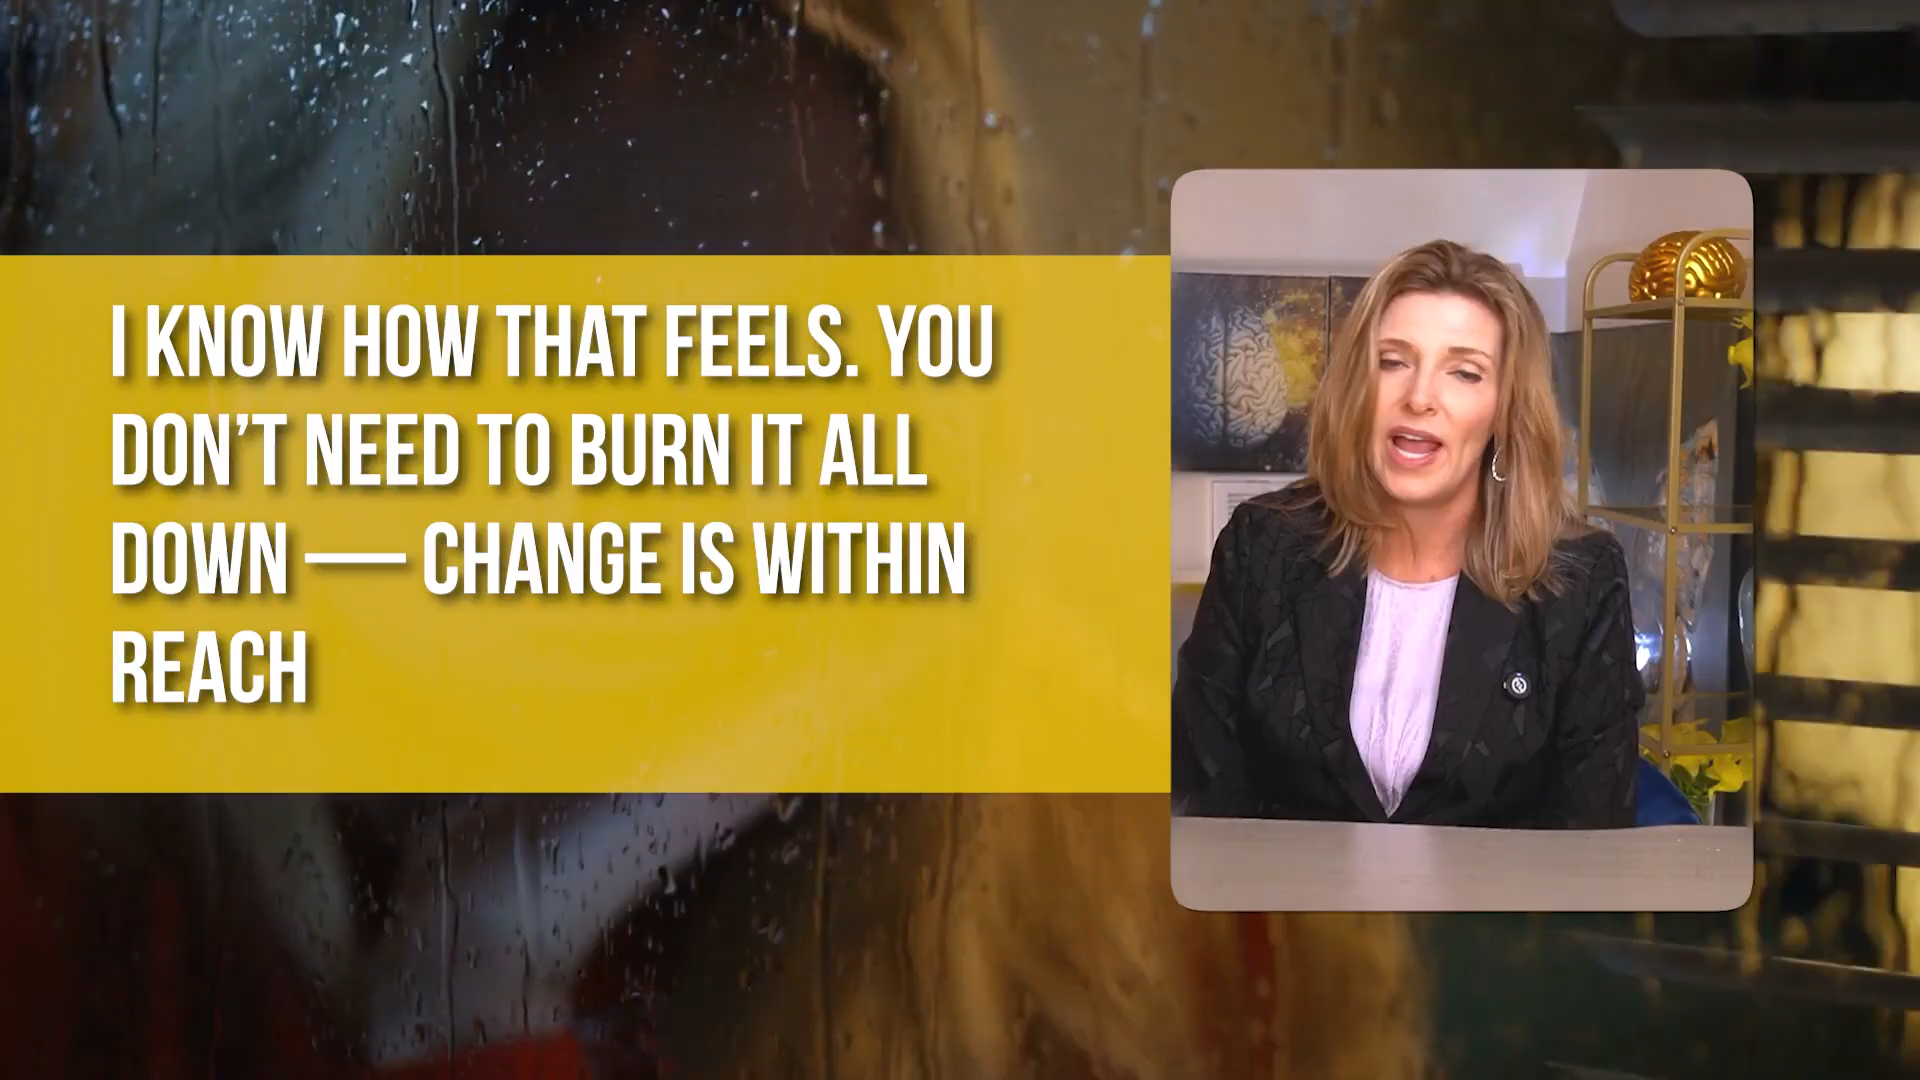 I KNOW HOW THAT FEELS. YOU
DON’T NEED TO BURN IT ALL
DOWN — CHANGE IS WITHIN
REACH